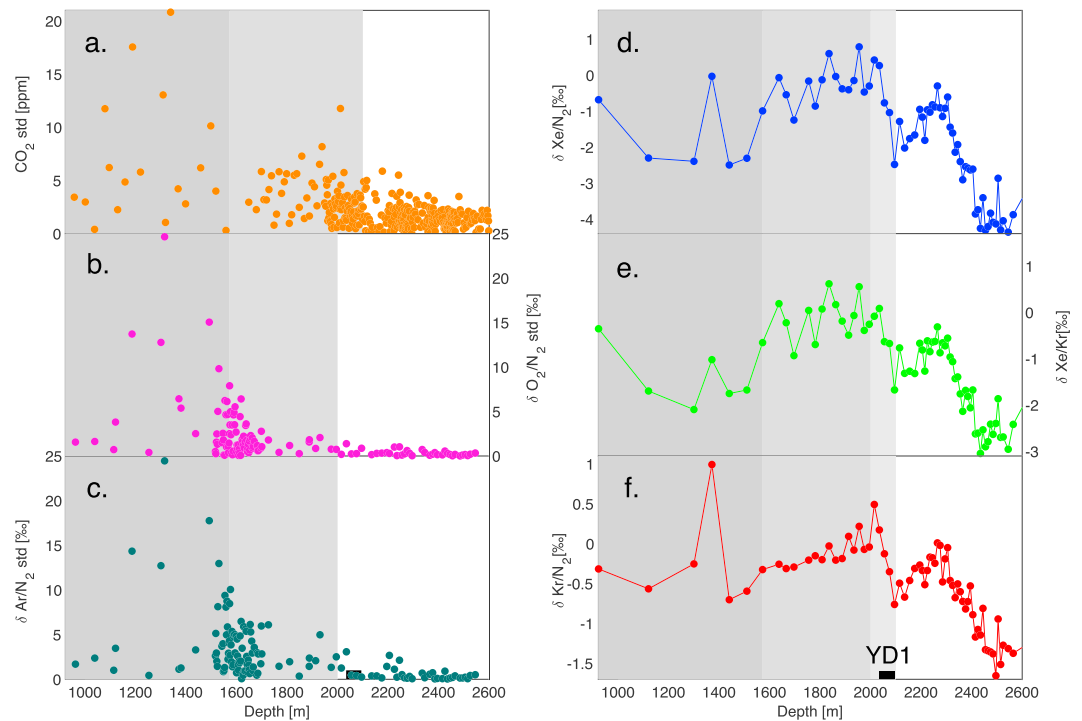 a.
CO2 std [ppm]
20
15
10
5
0
b.
δ O2/N2 std [‰]
25
20
15
10
5
0
c.
δ Ar/N2 std [‰]
25
20
15
10
5
0
1000 1200 1400 1600 1800 2000 2200 2400 2600
Depth [m]
d.
δ Xe/N2[‰]
1
0
-1
-2
-3
-4
e.
δ Xe/Kr[‰]
1
0
-1
-2
-3
f.
δ Kr/N2[‰]
1
0.5
0
-0.5
-1
-1.5
YD1
1000 1200 1400 1600 1800 2000 2200 2400 2600
Depth [m]